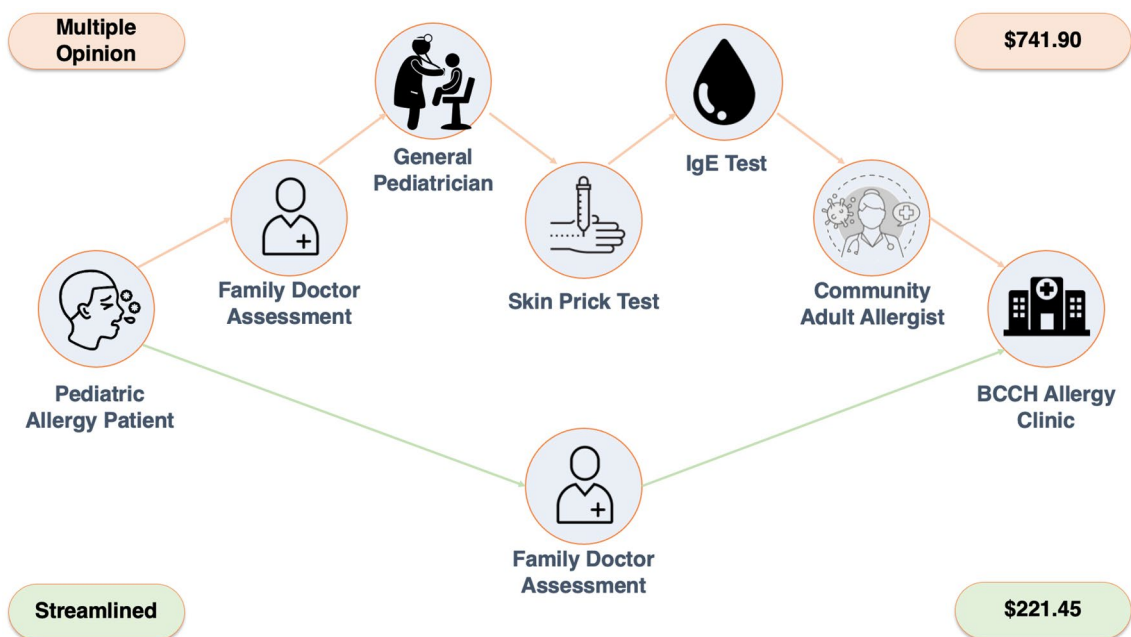 Multiple
Opinion
$741.90
General
Pediatrician
IgE Test
Family Doctor
Assessment
Skin Prick Test
Community
Adult Allergist
Pediatric
Allergy Patient
BCCH Allergy
Clinic
Family Doctor
Assessment
Streamlined
$221.45